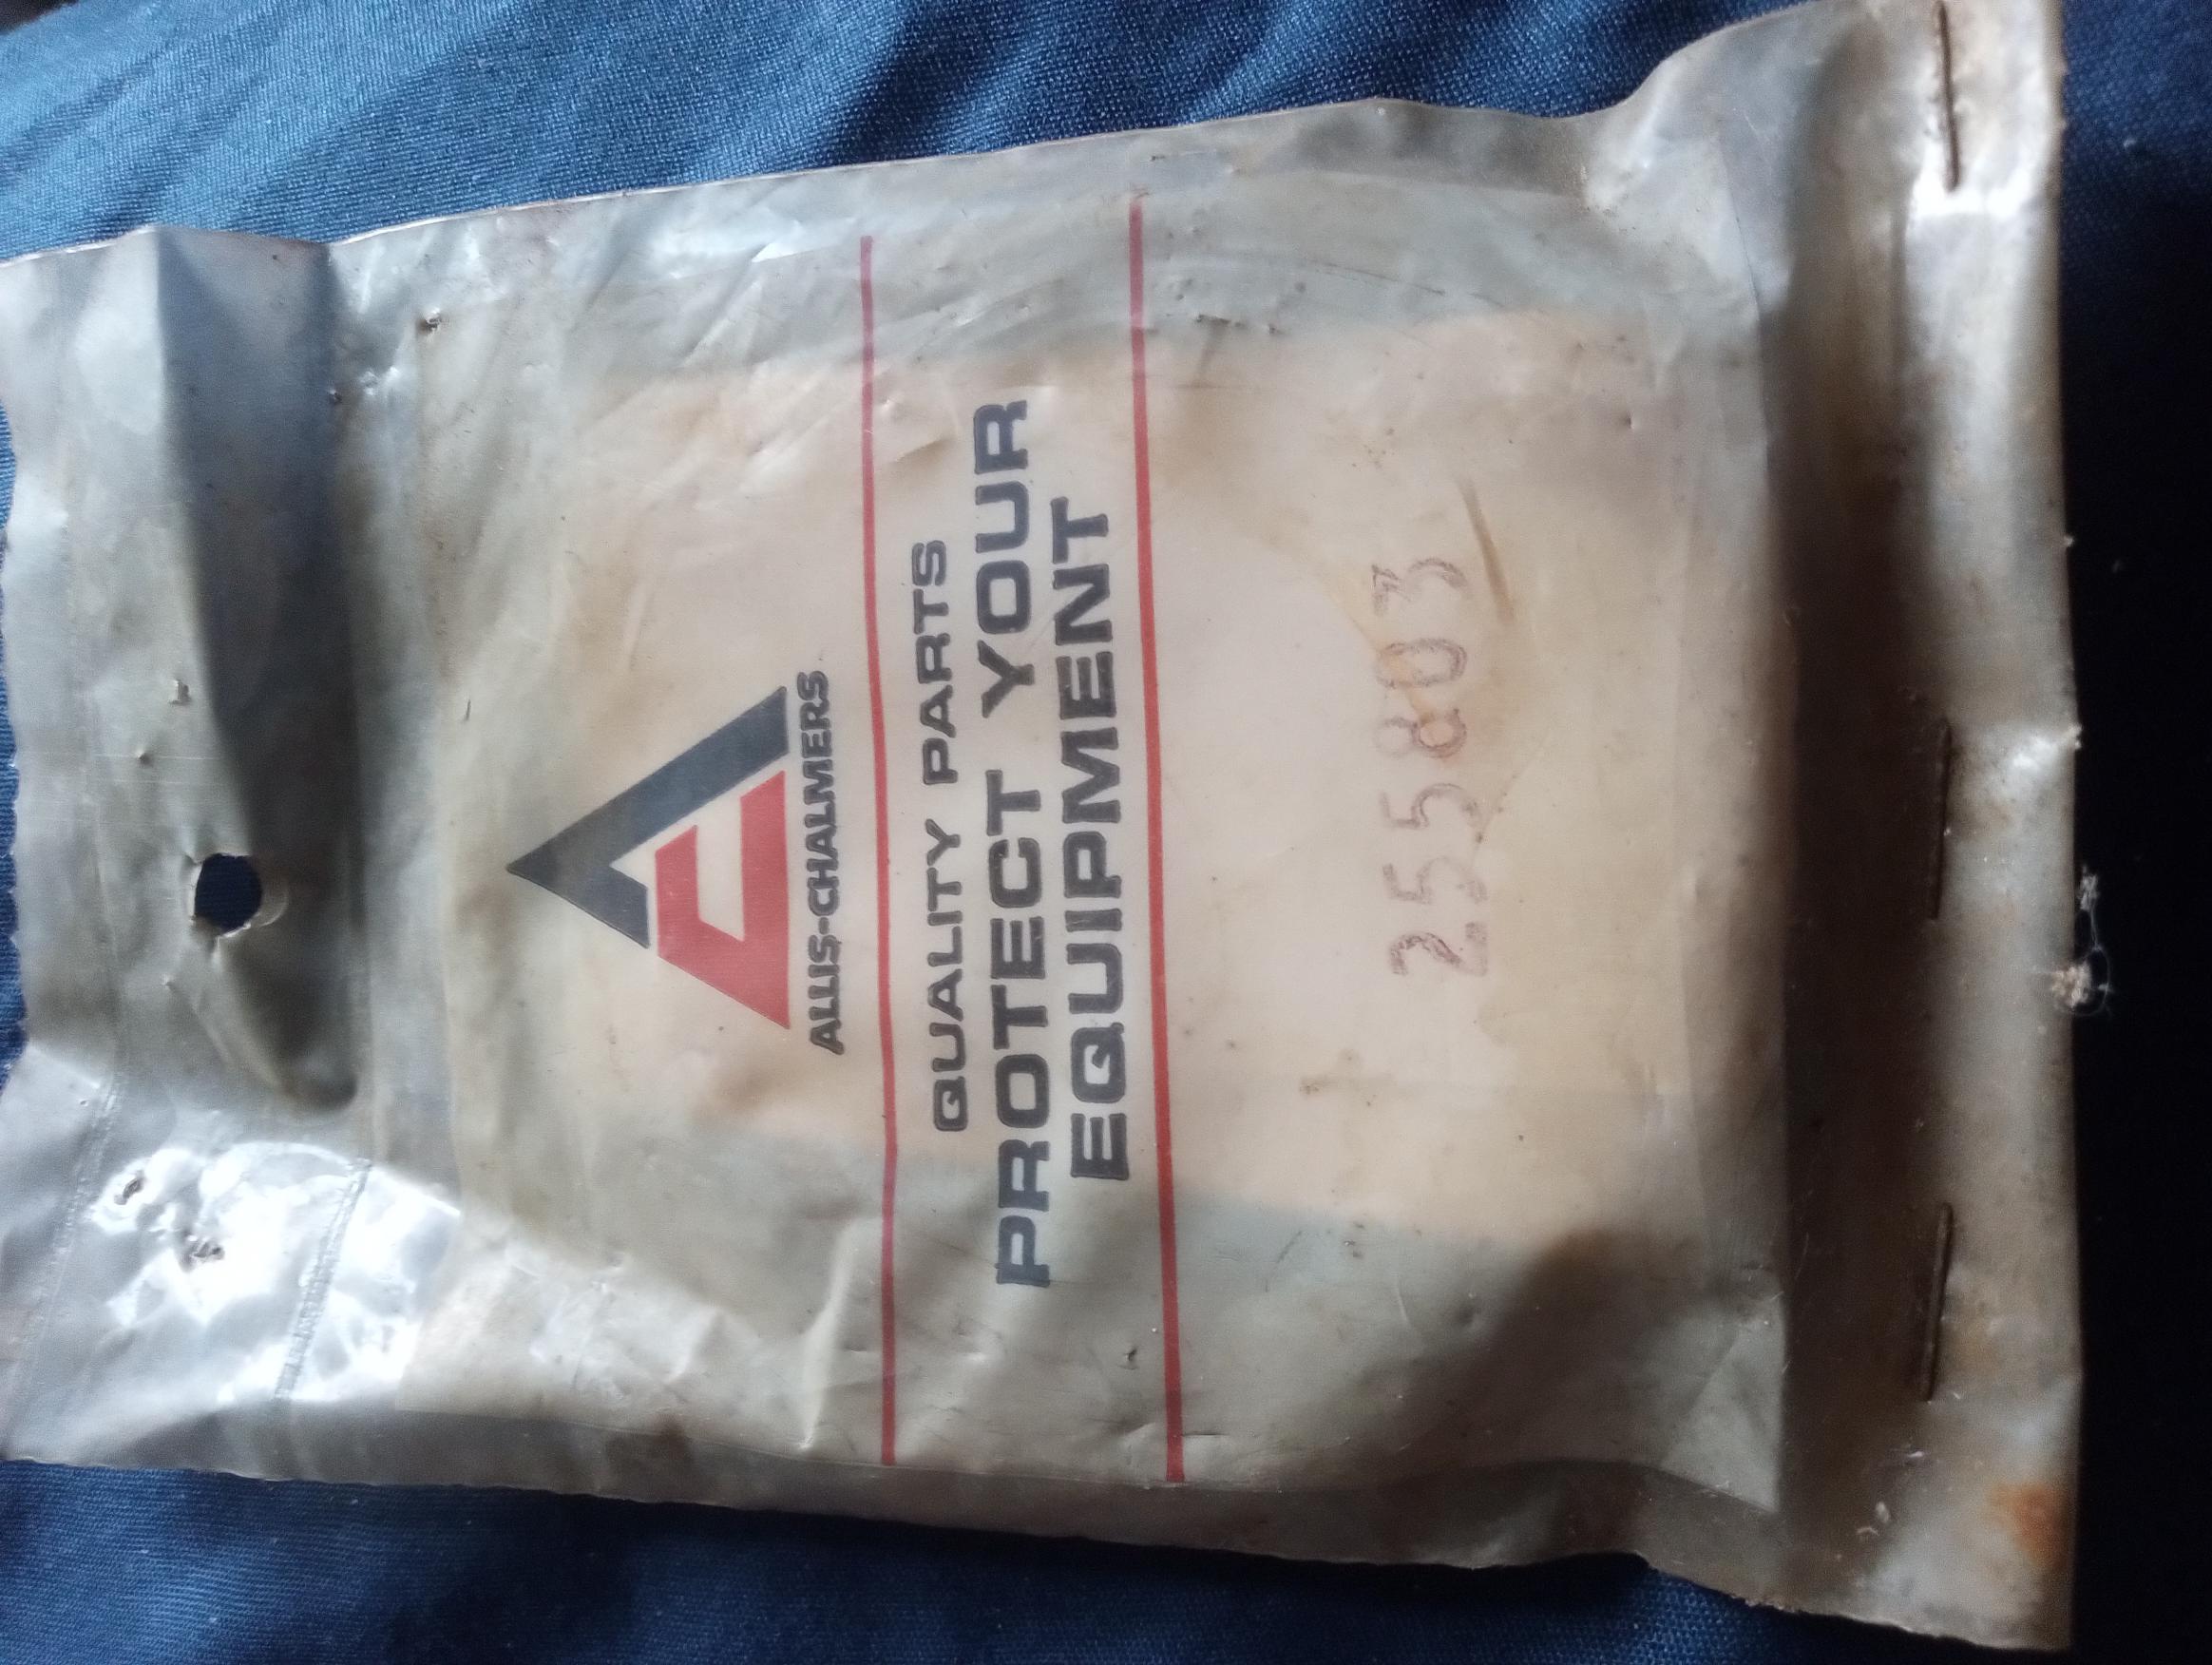 ALLIS-CHALMERS
QUALITY PARTS
PROTECT YOUR
EQUIPMENT
255803